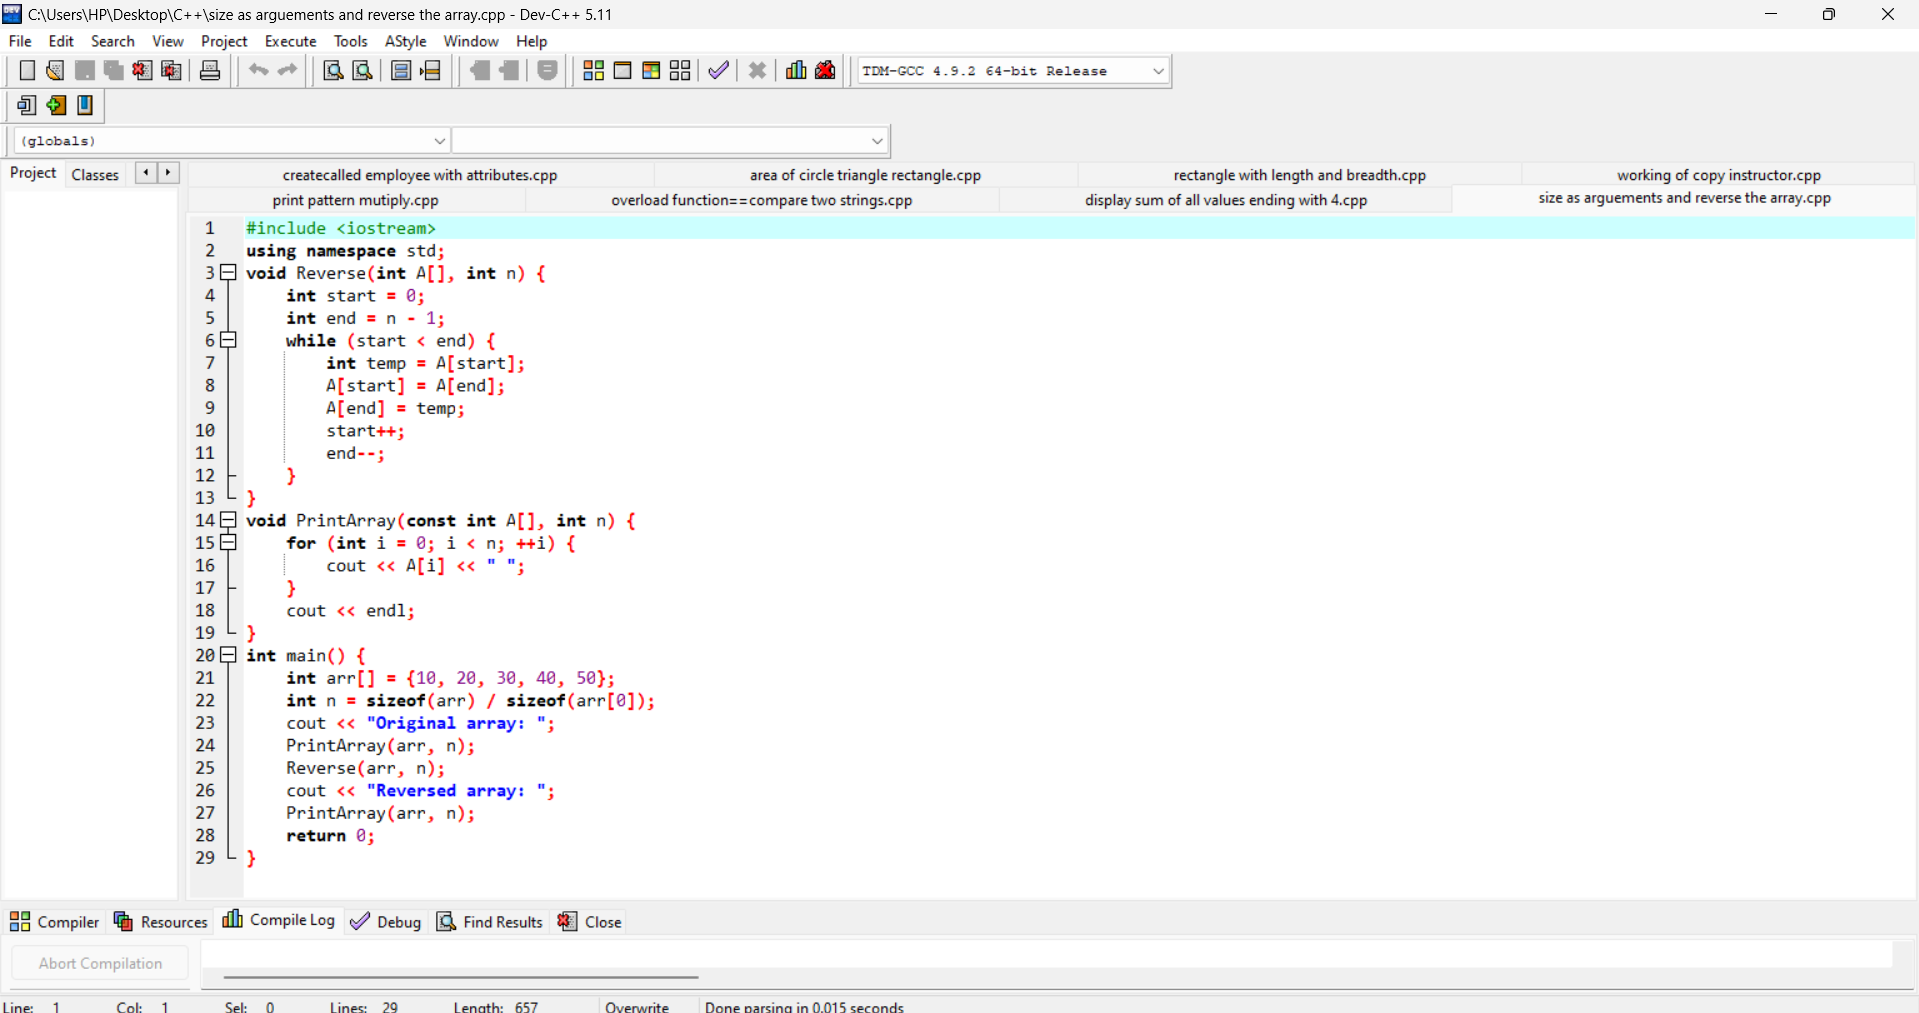 C:\Users\HP\Desktop\C++\size as arguements and reverse the array.cpp - Dev-C++ 5.11
File Edit Search View Project Execute Tools AStyle Window Help
TDM-GCC 4.9.2 64-bit Release
(globals)
Project Classes
createcalled employee with attributes.cpp area of circle triangle rectangle.cpp rectangle with length and breadth.cpp working of copy instructor.cpp
print pattern mutiply.cpp overload function==compare two strings.cpp display sum of all values ending with 4.cpp size as arguements and reverse the array.cpp
1 #include <iostream>
2 using namespace std;
3 void Reverse(int A[], int n) {
4 int start = 0;
5 int end = n - 1;
6 while (start < end) {
7 int temp = A[start];
8 A[start] = A[end];
9 A[end] = temp;
10 start++;
11 end--;
12 }
13 }
14 void PrintArray(const int A[], int n) {
15 for (int i = 0; i < n; ++i) {
16 cout << A[i] << " ";
17 }
18 cout << endl;
19 }
20 int main() {
21 int arr[] = {10, 20, 30, 40, 50};
22 int n = sizeof(arr) / sizeof(arr[0]);
23 cout << "Original array: ";
24 PrintArray(arr, n);
25 Reverse(arr, n);
26 cout << "Reversed array: ";
27 PrintArray(arr, n);
28 return 0;
29 }
Compiler Resources Compile Log Debug Find Results Close
Abort Compilation
Line: 1 Col: 1 Sel: 0 Lines: 29 Length: 657 Overwrite Done parsing in 0.015 seconds